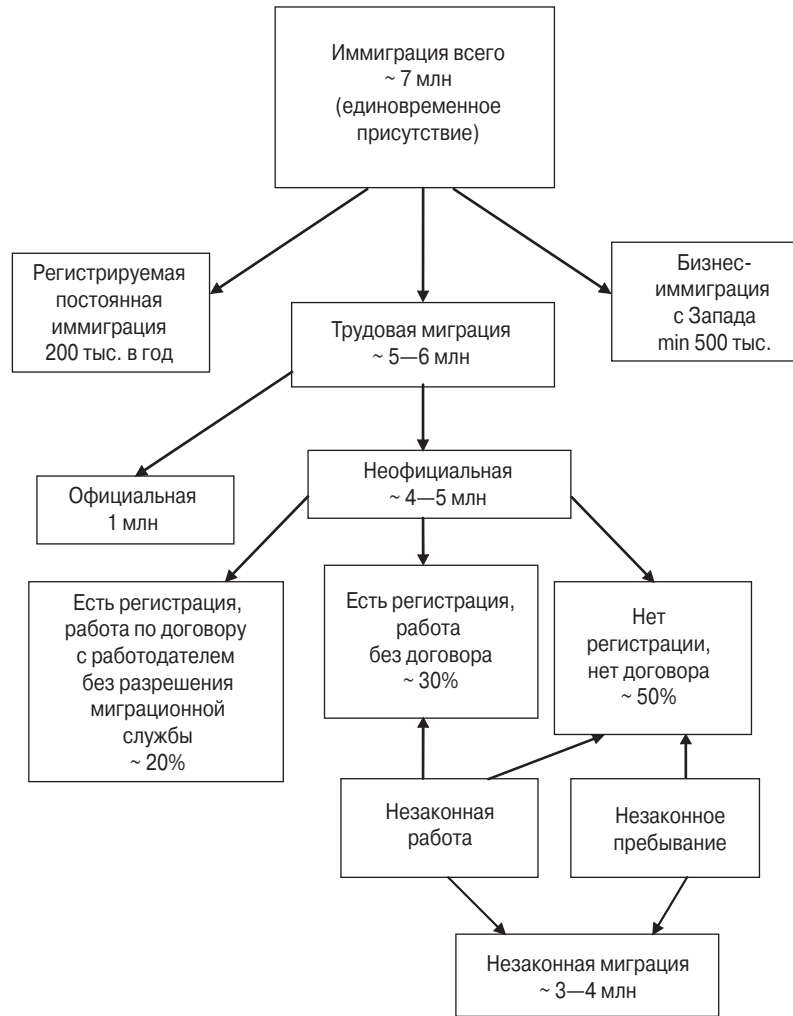 Иммиграция всего
~ 7 млн
(единовременное
присутствие)
Регистрируемая
постоянная
иммиграция
200 тыс. в год
Бизнес-
иммиграция
с Запада
min 500 тыс.
Трудовая миграция
~ 5—6 млн
Официальная
1 млн
Неофициальная
~ 4—5 млн
Есть регистрация,
работа по договору
с работодателем
без разрешения
миграционной
службы
~ 20%
Есть регистрация,
работа
без договора
~ 30%
Нет
регистрации,
нет договора
~ 50%
Незаконная
работа
Незаконное
пребывание
Незаконная миграция
~ 3—4 млн